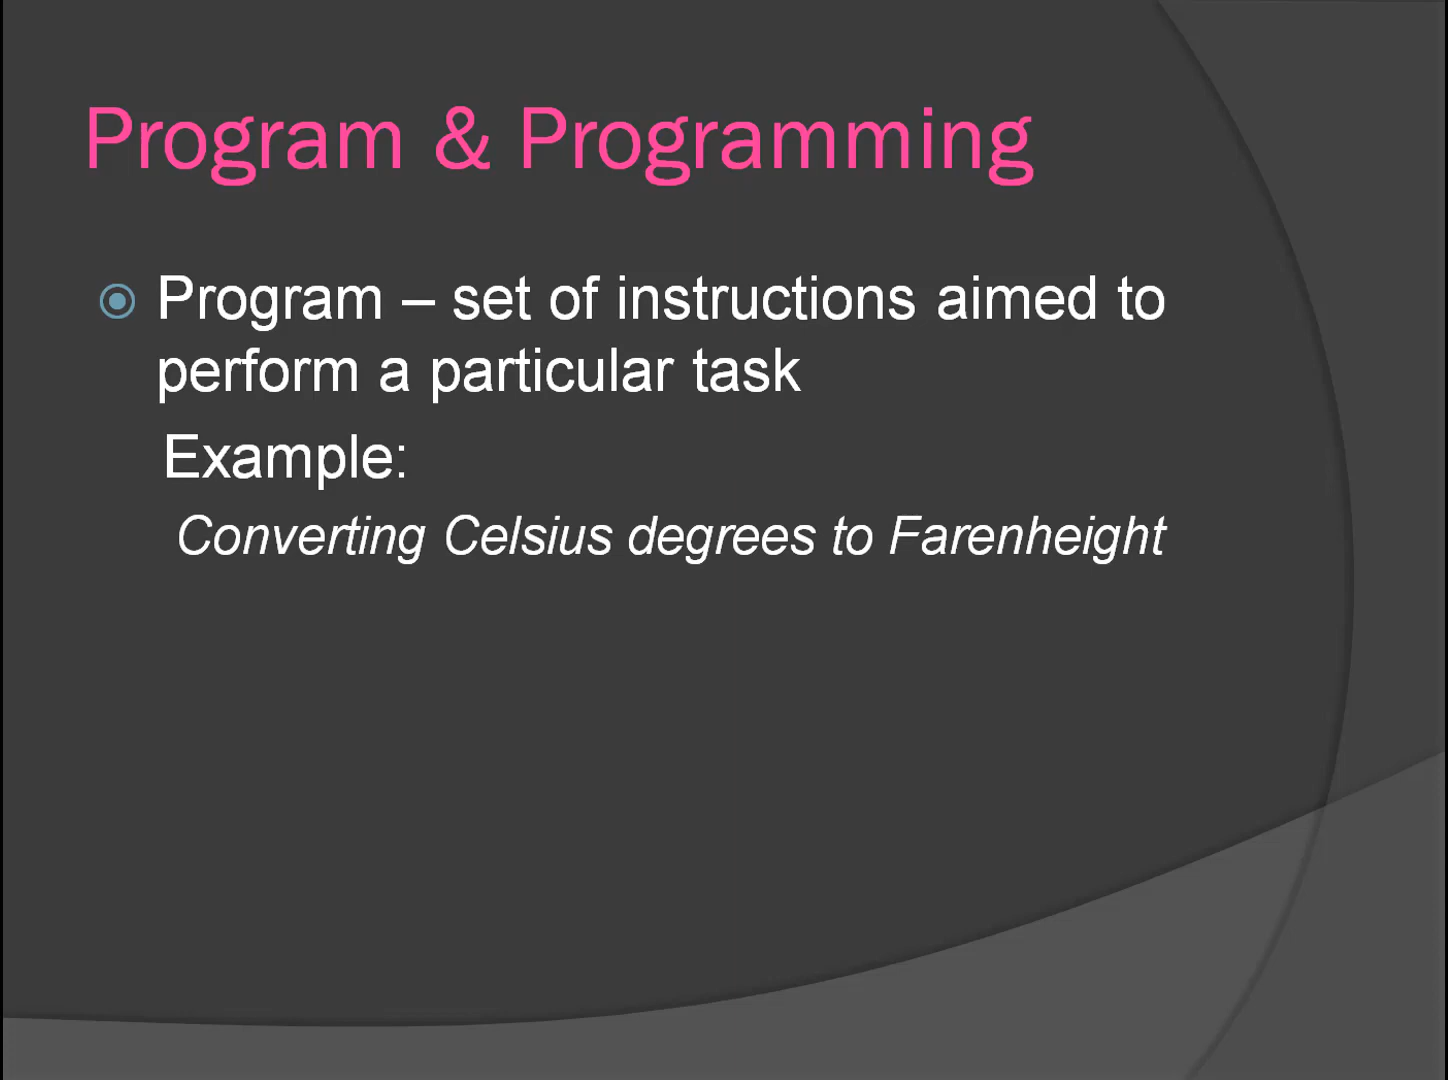 Program & Programming
Program – set of instructions aimed to
perform a particular task
Example:
Converting Celsius degrees to Farenheight